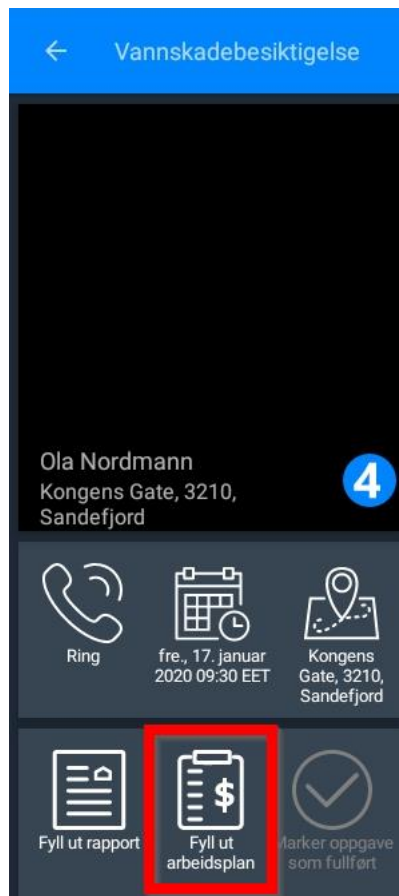 Vannskadebesiktigelse
Ola Nordmann
Kongens Gate, 3210,
Sandefjord
4
Ring
fre., 17. januar
2020 09:30 EET
Kongens
Gate, 3210,
Sandefjord
Fyll ut rapport
$
Fyll ut
arbeidsplan
Marker oppgave
som fullført